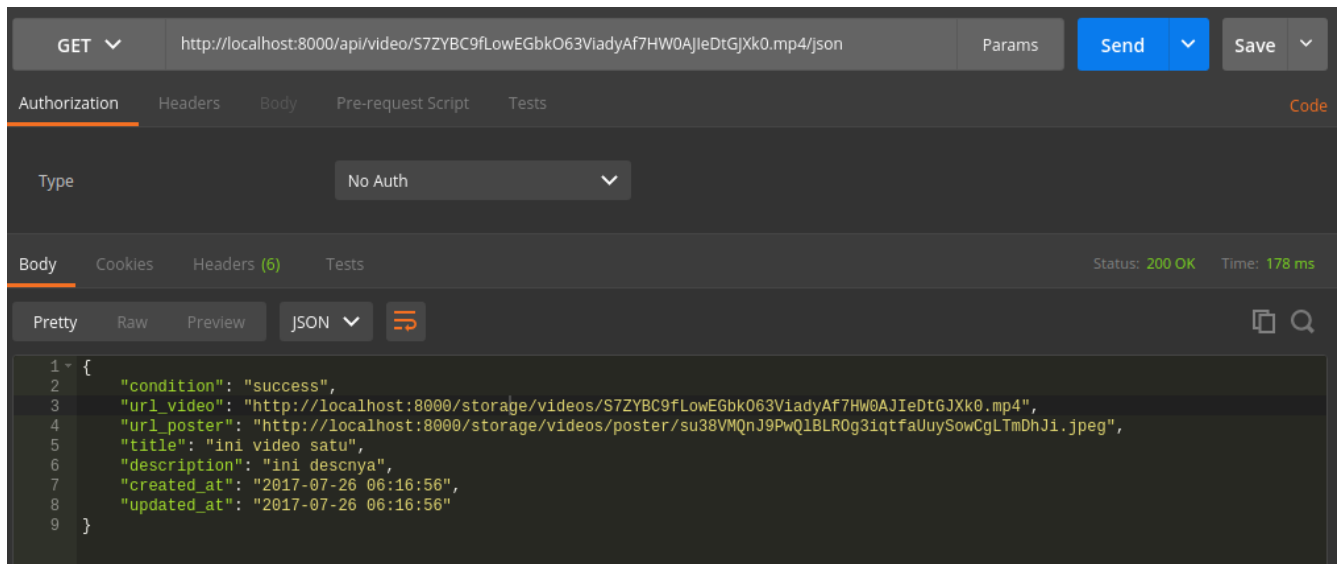 GET http://localhost:8000/api/video/S7ZYBC9fLowEGbkO63ViadyAf7HW0AJIeDtGJXk0.mp4/json Params Send Save
Authorization Headers Body Pre-request Script Tests Code
Type No Auth
Body Cookies Headers (6) Tests Status: 200 OK Time: 178 ms
Pretty Raw Preview JSON
1 {
2 "condition": "success",
3 "url_video": "http://localhost:8000/storage/videos/S7ZYBC9fLowEGbkO63ViadyAf7HW0AJIeDtGJXk0.mp4",
4 "url_poster": "http://localhost:8000/storage/videos/poster/su38VMQnJ9PwQlBLROg3iqtfaUuySowCgLTmDhJi.jpeg",
5 "title": "ini video satu",
6 "description": "ini descnya",
7 "created_at": "2017-07-26 06:16:56",
8 "updated_at": "2017-07-26 06:16:56"
9 }